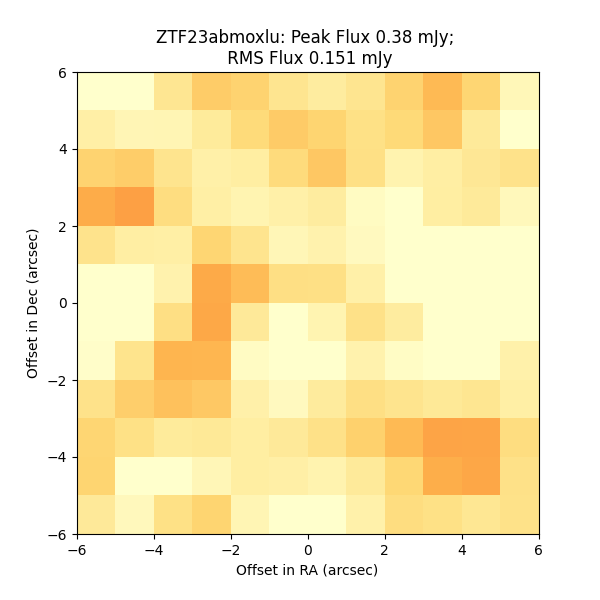 ZTF23abmoxlu: Peak Flux 0.38 mJy;
RMS Flux 0.151 mJy
6
4
2
0
−2
−4
−6
Offset in Dec (arcsec)
−6 −4 −2 0 2 4 6
Offset in RA (arcsec)